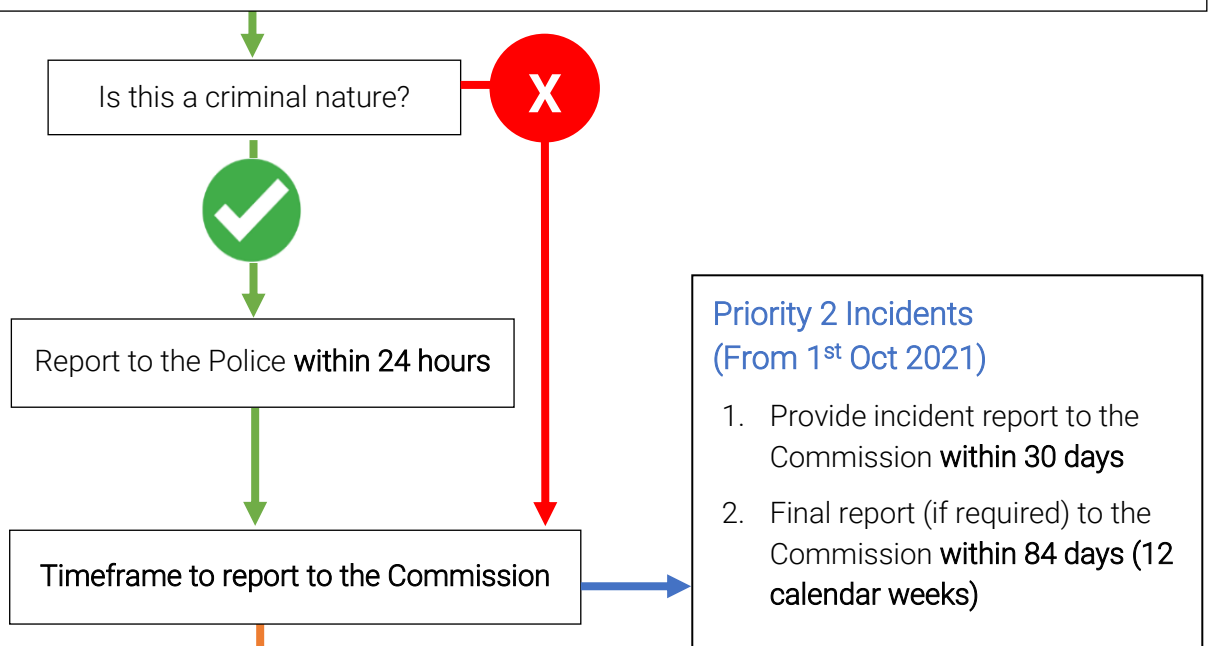 Is this a criminal nature?
X
Report to the Police within 24 hours
Priority 2 Incidents
(From 1st Oct 2021)
1. Provide incident report to the
Commission within 30 days
2. Final report (if required) to the
Commission within 84 days (12
calendar weeks)
Timeframe to report to the Commission